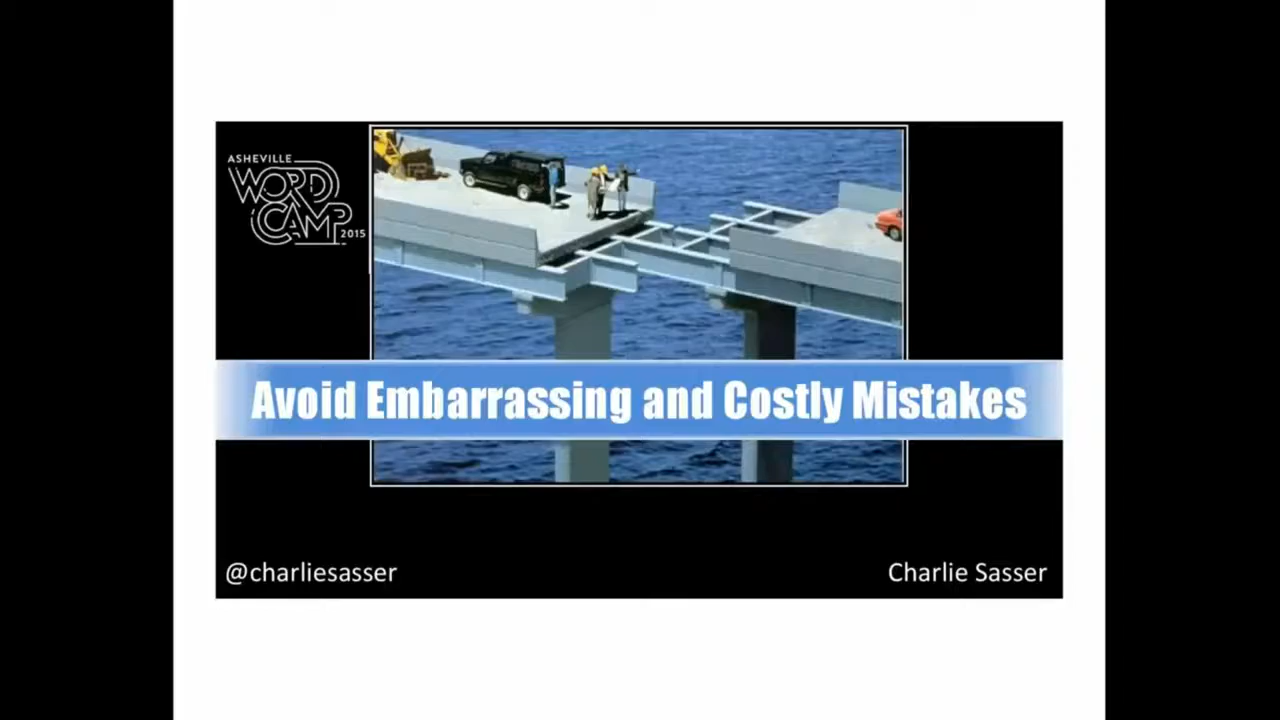 ASHEVILLE
WORD
CAMP
2015
Avoid Embarrassing and Costly Mistakes
@charliesasser
Charlie Sasser